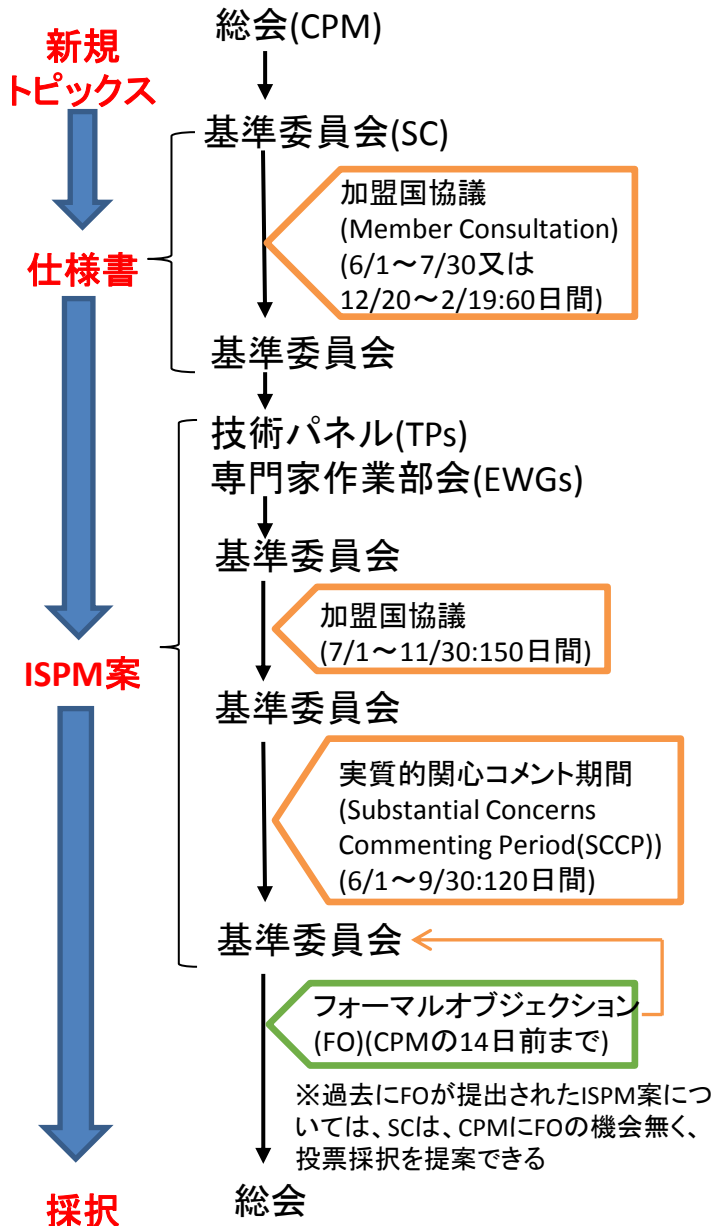 総会(CPM)
新規
トピックス
基準委員会(SC)
加盟国協議
(Member Consultation)
(6/1～7/30又は
12/20～2/19:60日間)
仕様書
基準委員会
技術パネル(TPs)
専門家作業部会(EWGs)
基準委員会
加盟国協議
(7/1～11/30:150日間)
ISPM案
基準委員会
実質的関心コメント期間
(Substantial Concerns
Commenting Period(SCCP))
(6/1～9/30:120日間)
基準委員会
フォーマルオブジェクション
(FO)(CPMの14日前まで)
※過去にFOが提出されたISPM案につ
いては、SCは、CPMにFOの機会無く、
投票採択を提案できる
総会
採択